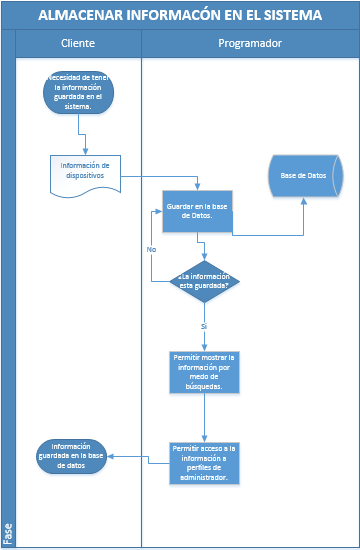 ALMACENAR INFORMACÓN EN EL SISTEMA
Cliente
Programador
Necesidad de tener
la información
guardada en el
sistema.
Información de
dispositivos
Guardar en la base
de Datos.
Base de Datos
No
¿La información
esta guardada?
Si
Permitir mostrar la
información por
medo de
búsquedas.
Permitir acceso a la
información a
perfiles de
administrador.
Información
guardada en la base
de datos
Fase